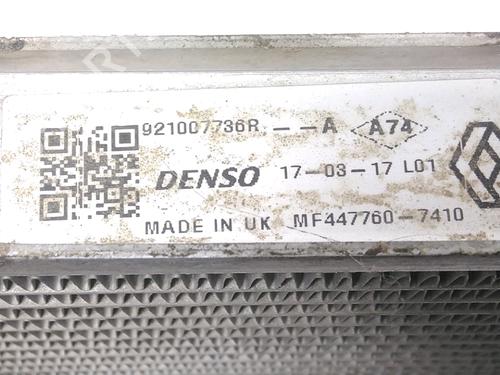 921007736R--A A74
DENSO 17-03-17 L01
MADE IN UK MF447760-7410